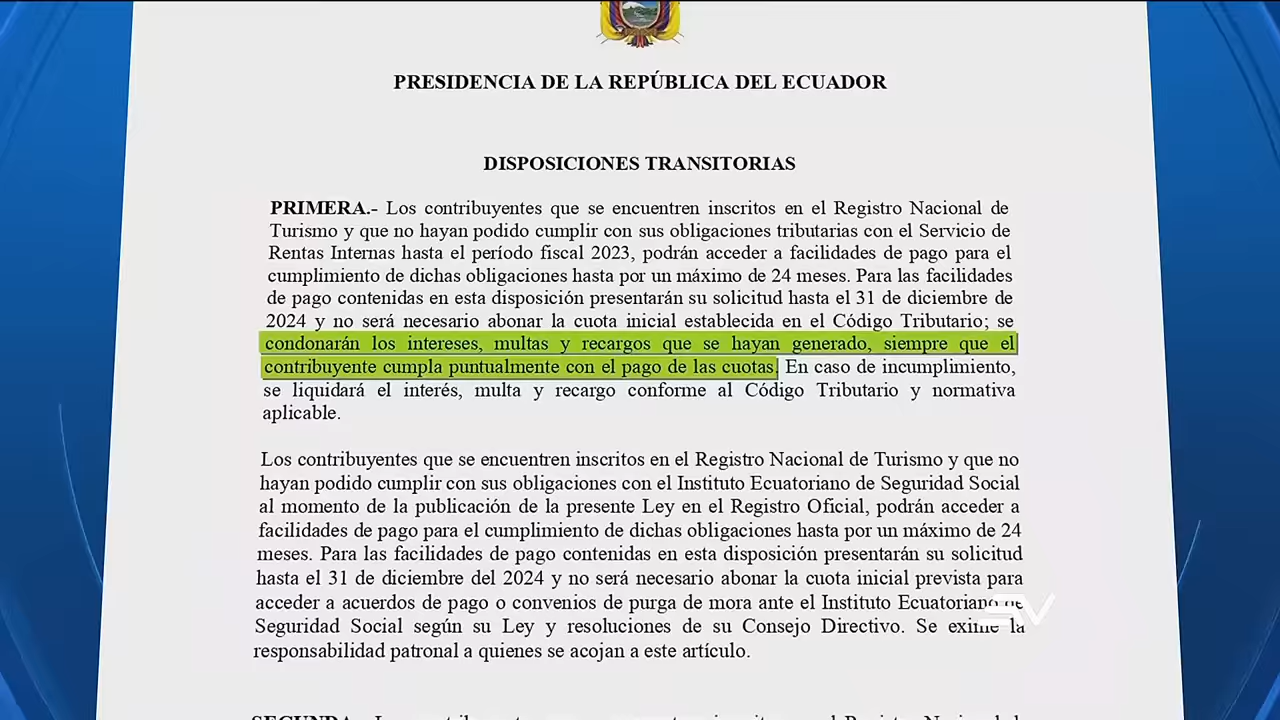 PRESIDENCIA DE LA REPÚBLICA DEL ECUADOR
DISPOSICIONES TRANSITORIAS
PRIMERA.- Los contribuyentes que se encuentren inscritos en el Registro Nacional de
Turismo y que no hayan podido cumplir con sus obligaciones tributarias con el Servicio de
Rentas Internas hasta el período fiscal 2023, podrán acceder a facilidades de pago para el
cumplimiento de dichas obligaciones hasta por un máximo de 24 meses. Para las facilidades
de pago contenidas en esta disposición presentarán su solicitud hasta el 31 de diciembre de
2024 y no será necesario abonar la cuota inicial establecida en el Código Tributario; se
condonarán los intereses, multas y recargos que se hayan generado, siempre que el
contribuyente cumpla puntualmente con el pago de las cuotas. En caso de incumplimiento,
se liquidará el interés, multa y recargo conforme al Código Tributario y normativa
aplicable.
Los contribuyentes que se encuentren inscritos en el Registro Nacional de Turismo y que no
hayan podido cumplir con sus obligaciones con el Instituto Ecuatoriano de Seguridad Social
al momento de la publicación de la presente Ley en el Registro Oficial, podrán acceder a
facilidades de pago para el cumplimiento de dichas obligaciones hasta por un máximo de 24
meses. Para las facilidades de pago contenidas en esta disposición presentarán su solicitud
hasta el 31 de diciembre del 2024 y no será necesario abonar la cuota inicial prevista para
acceder a acuerdos de pago o convenios de purga de mora ante el Instituto Ecuatoriano de
Seguridad Social según su Ley y resoluciones de su Consejo Directivo. Se exime la
responsabilidad patronal a quienes se acojan a este artículo.